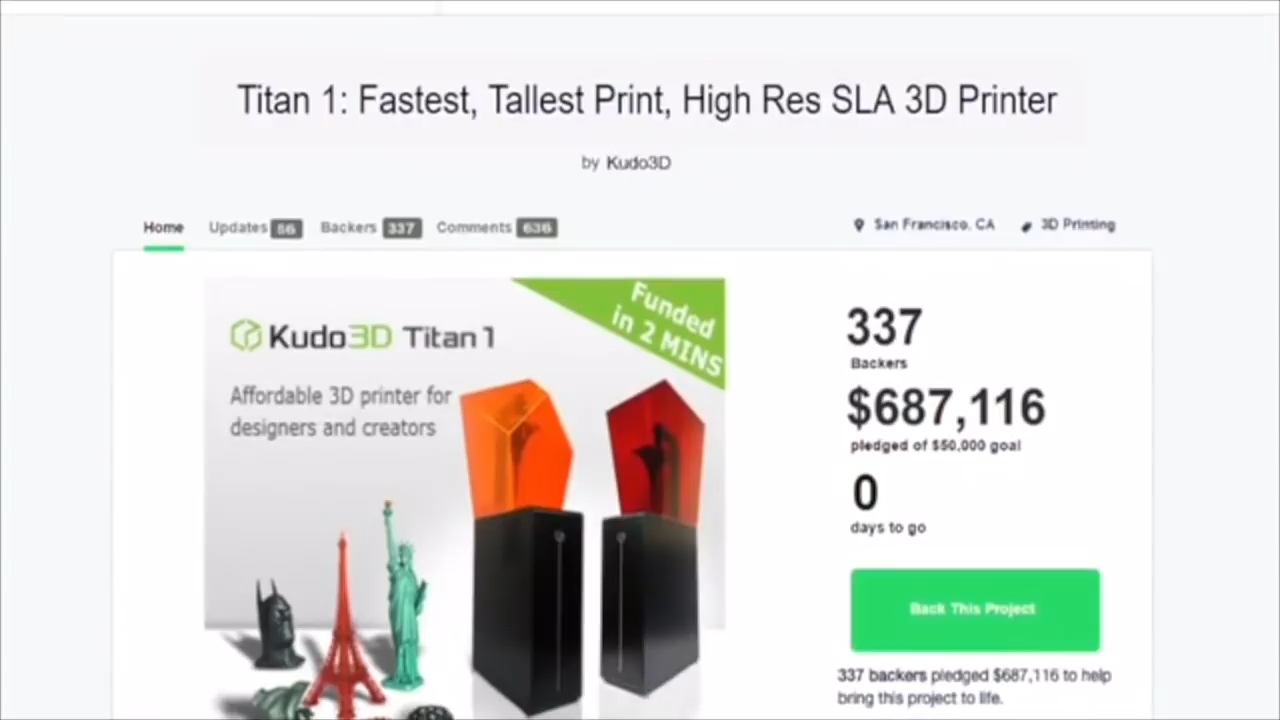 Titan 1: Fastest, Tallest Print, High Res SLA 3D Printer
by Kudo3D
Home Updates 66 Backers 337 Comments 636
San Francisco, CA 3D Printing
Funded
in 2 MINS
Kudo3D Titan 1
Affordable 3D printer for
designers and creators
337
Backers
$687,116
pledged of $50,000 goal
0
days to go
Back This Project
337 backers pledged $687,116 to help
bring this project to life.